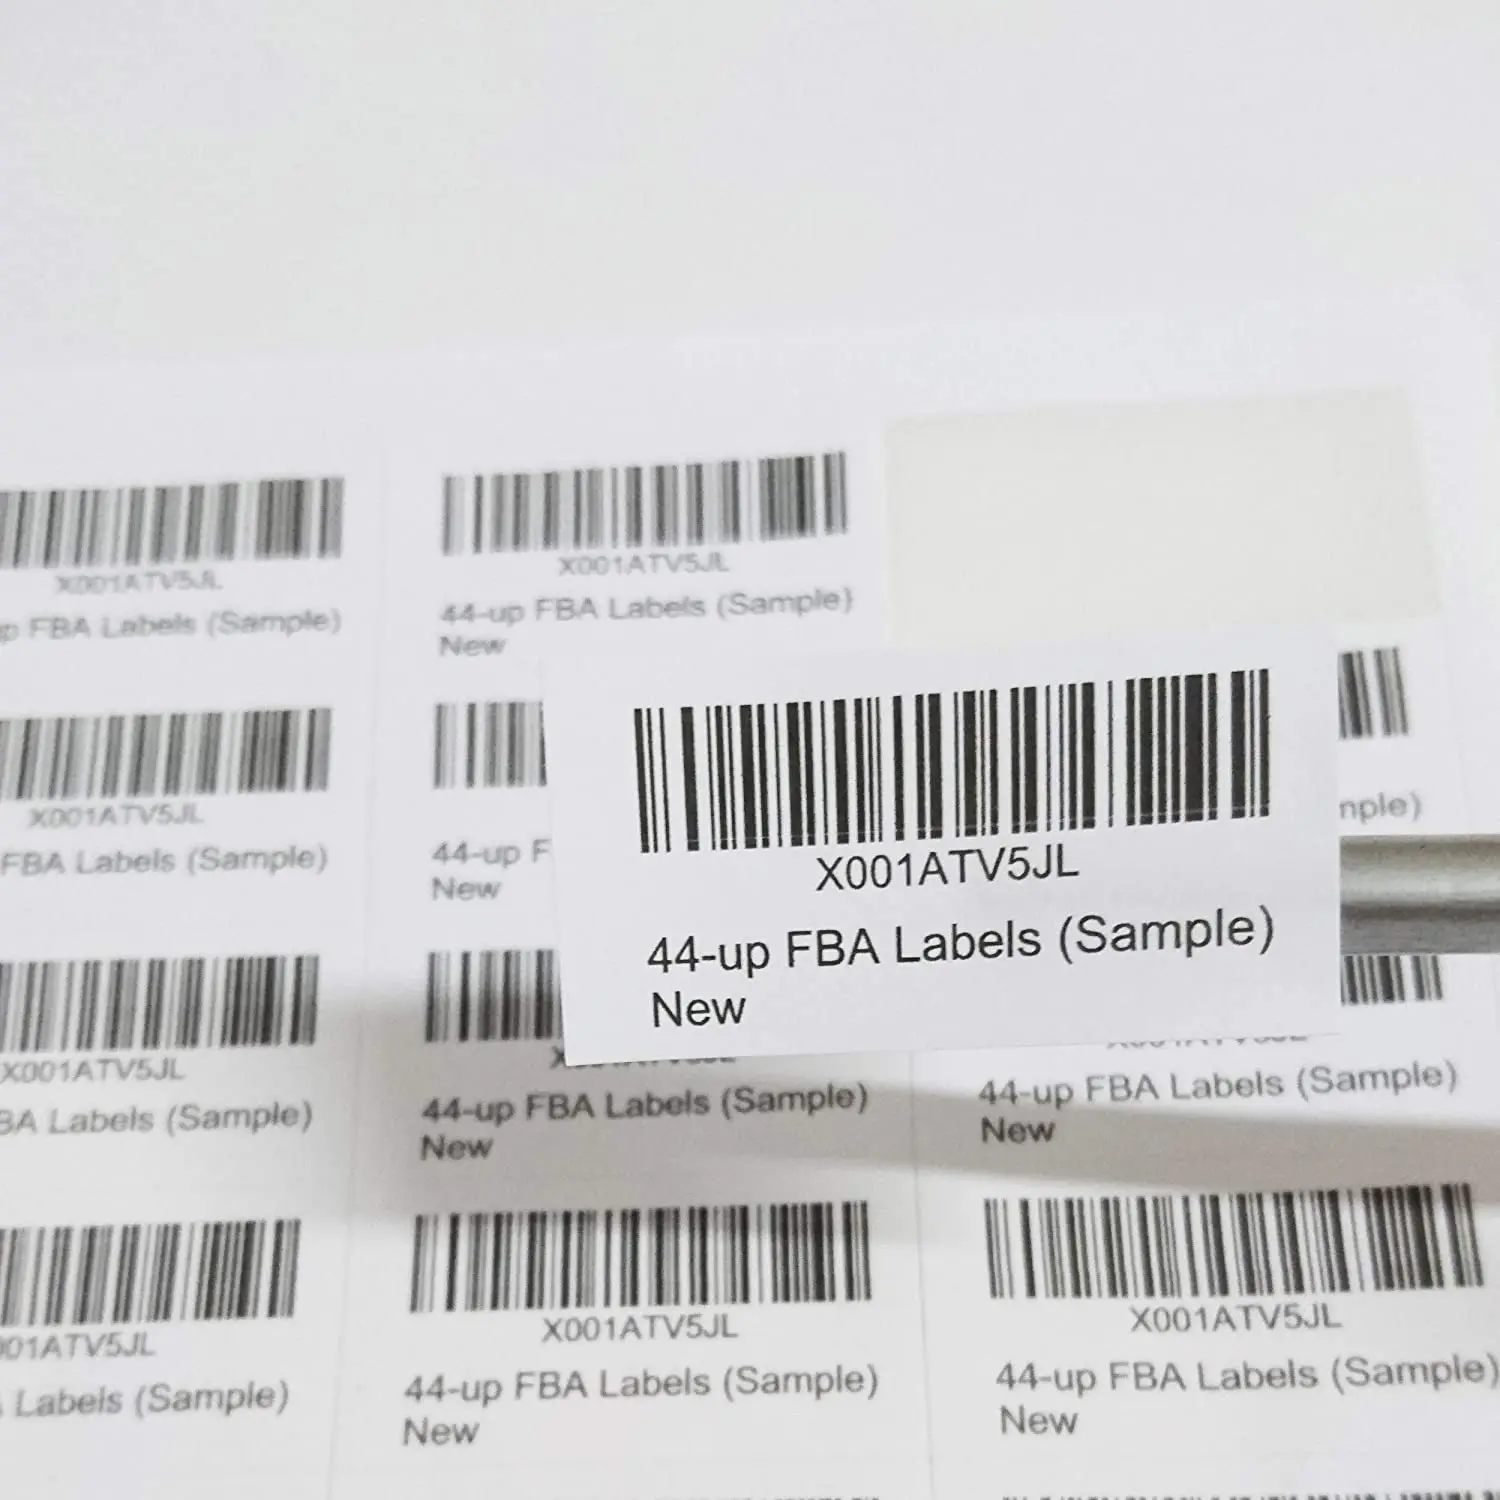 X001ATV5JL
FBA Labels (Sample)
X001ATV5JL
44-up FBA Labels (Sample)
New
X001ATV5JL
FBA Labels (Sample)
44-up F
New
X001ATV5JL
44-up FBA Labels (Sample)
New
mple)
X001ATV5JL
BA Labels (Sample)
44-up FBA Labels (Sample)
New
44-up FBA Labels (Sample)
New
001ATV5JL
Labels (Sample)
X001ATV5JL
44-up FBA Labels (Sample)
New
X001ATV5JL
44-up FBA Labels (Sample)
New